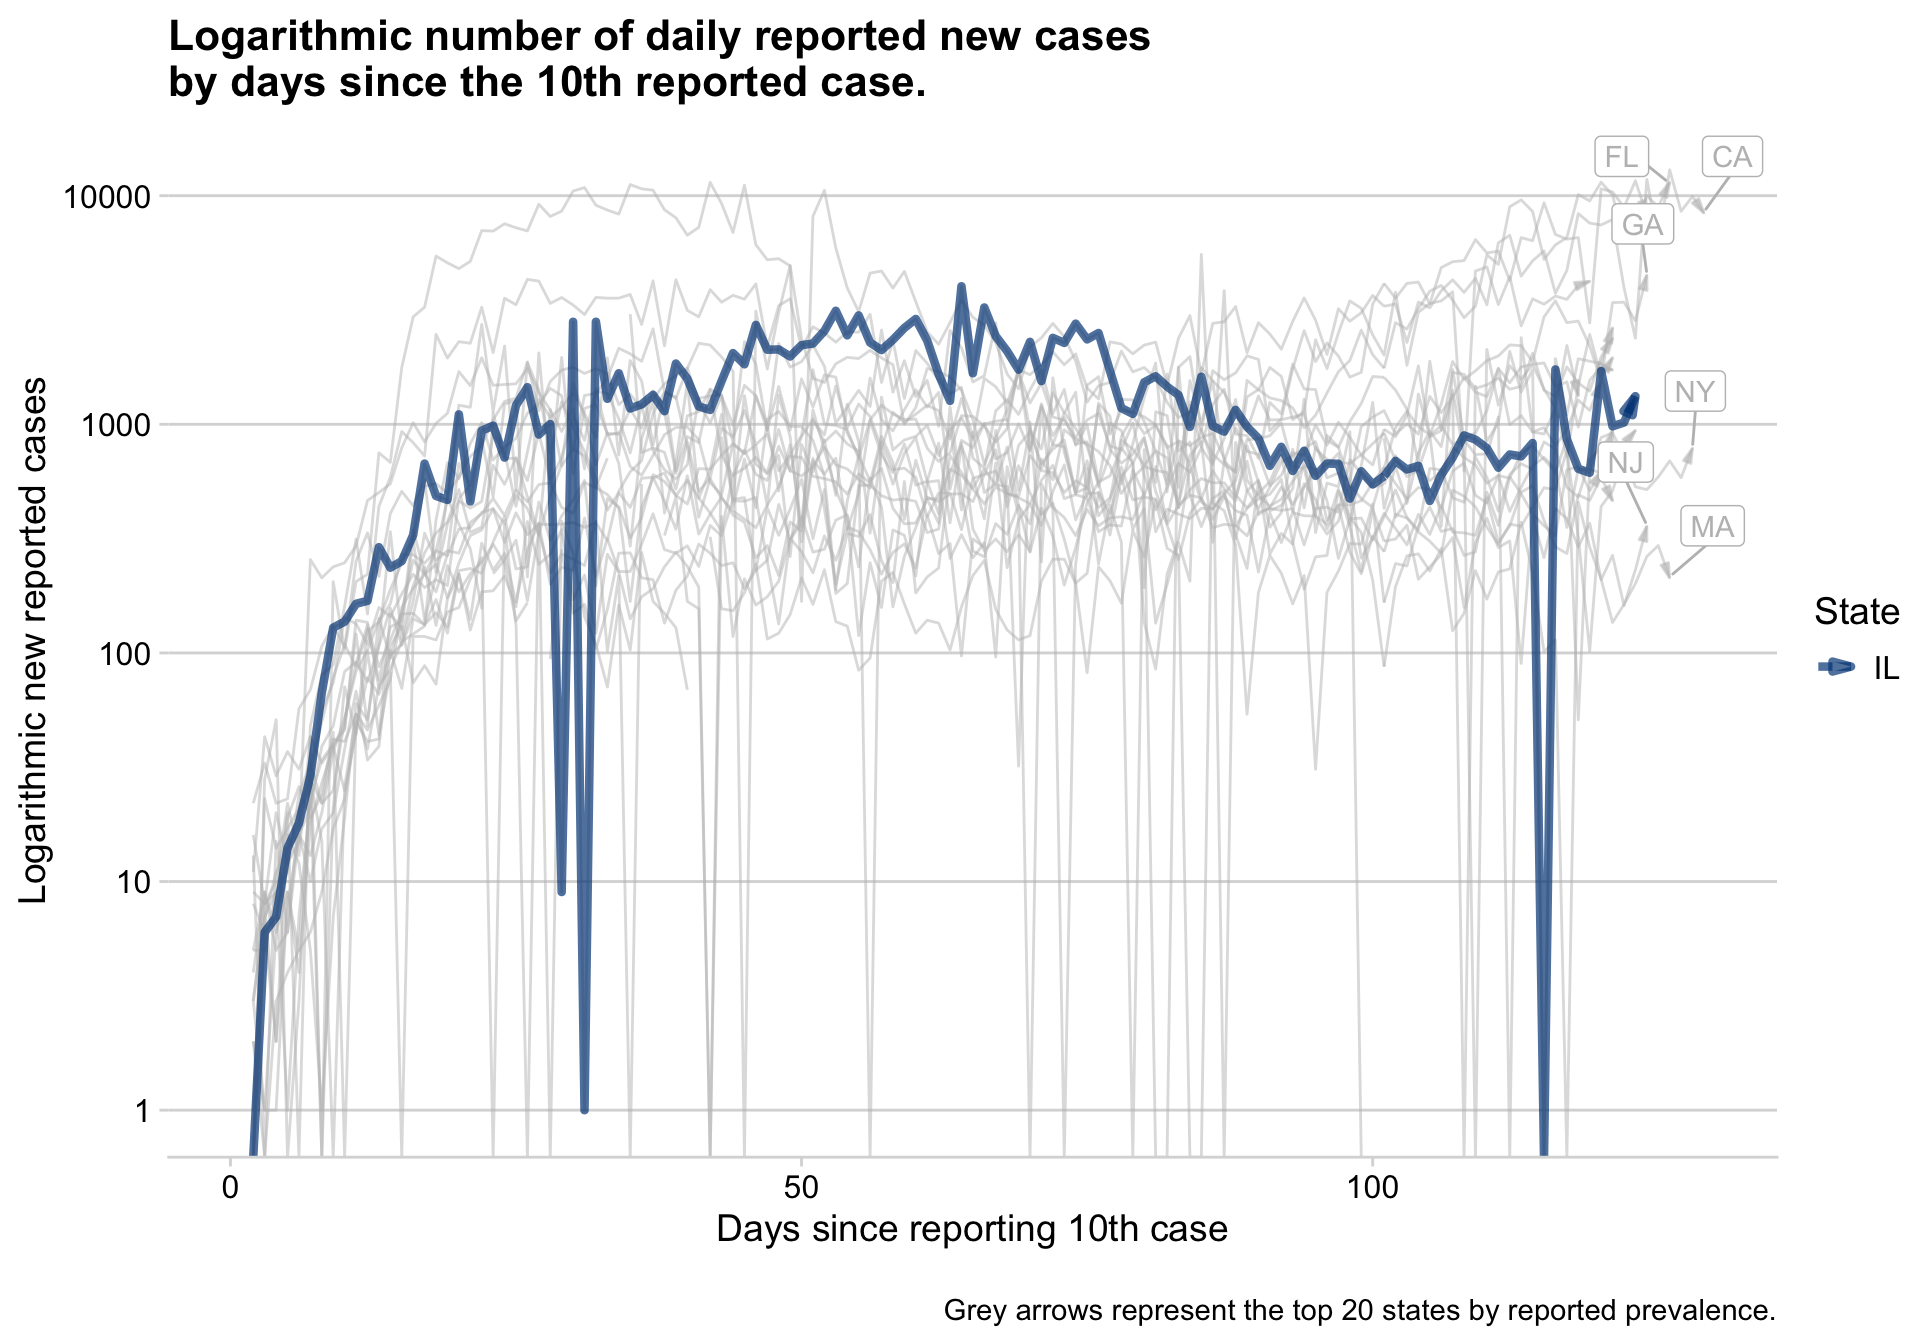 Logarithmic number of daily reported new cases
by days since the 10th reported case.
FL
CA
GA
NY
NJ
MA
10000
1000
100
10
1
Logarithmic new reported cases
0
50
100
Days since reporting 10th case
State
IL
Grey arrows represent the top 20 states by reported prevalence.